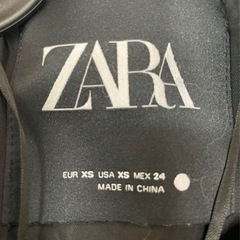 ZARA
EUR XS USA XS MEX 24
MADE IN CHINA